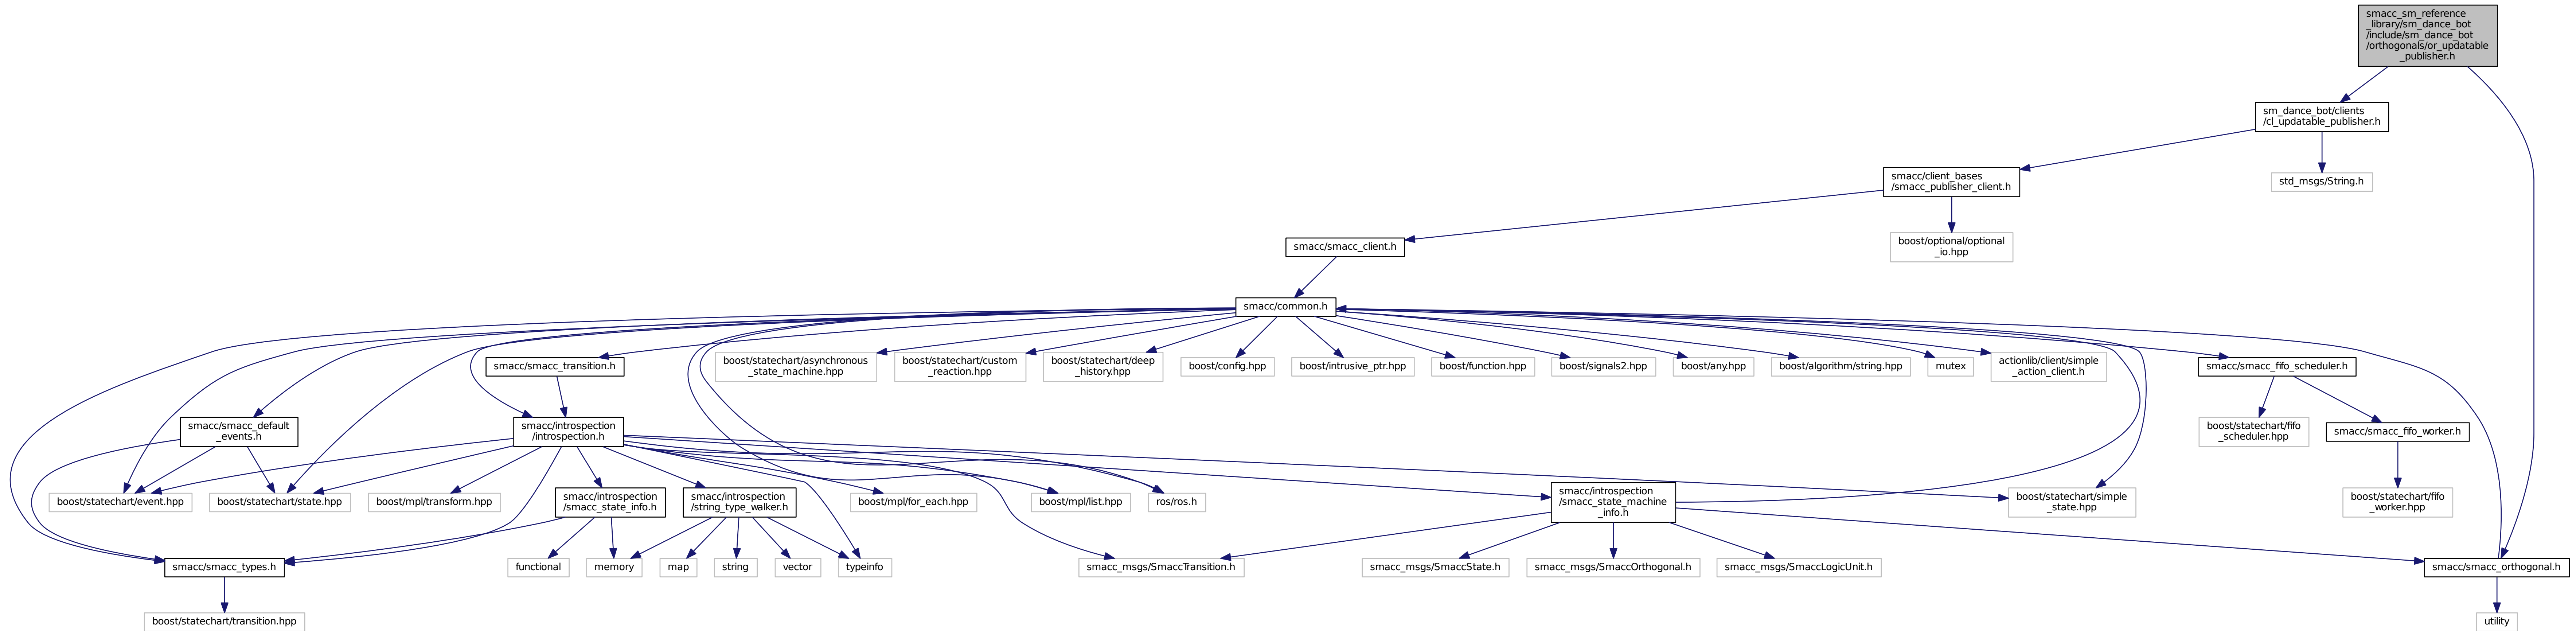 smacc_sm_reference
_library/sm_dance_bot
/include/sm_dance_bot
/orthogonals/or_updatable
_publisher.h
sm_dance_bot/clients
/cl_updatable_publisher.h
smacc/client_bases
/smacc_publisher_client.h
std_msgs/String.h
smacc/smacc_client.h
boost/optional/optional
_io.hpp
smacc/common.h
smacc/smacc_transition.h
boost/statechart/asynchronous
_state_machine.hpp
boost/statechart/custom
_reaction.hpp
boost/statechart/deep
_history.hpp
boost/config.hpp
boost/intrusive_ptr.hpp
boost/function.hpp
boost/signals2.hpp
boost/any.hpp
boost/algorithm/string.hpp
mutex
actionlib/client/simple
_action_client.h
smacc/smacc_fifo_scheduler.h
smacc/smacc_default
_events.h
smacc/introspection
/introspection.h
boost/statechart/fifo
_scheduler.hpp
smacc/smacc_fifo_worker.h
boost/statechart/event.hpp
boost/statechart/state.hpp
boost/mpl/transform.hpp
smacc/introspection
/smacc_state_info.h
smacc/introspection
/string_type_walker.h
boost/mpl/for_each.hpp
boost/mpl/list.hpp
ros/ros.h
smacc/introspection
/smacc_state_machine
_info.h
boost/statechart/simple
_state.hpp
boost/statechart/fifo
_worker.hpp
smacc/smacc_types.h
functional
memory
map
string
vector
typeinfo
smacc_msgs/SmaccTransition.h
smacc_msgs/SmaccState.h
smacc_msgs/SmaccOrthogonal.h
smacc_msgs/SmaccLogicUnit.h
smacc/smacc_orthogonal.h
boost/statechart/transition.hpp
utility